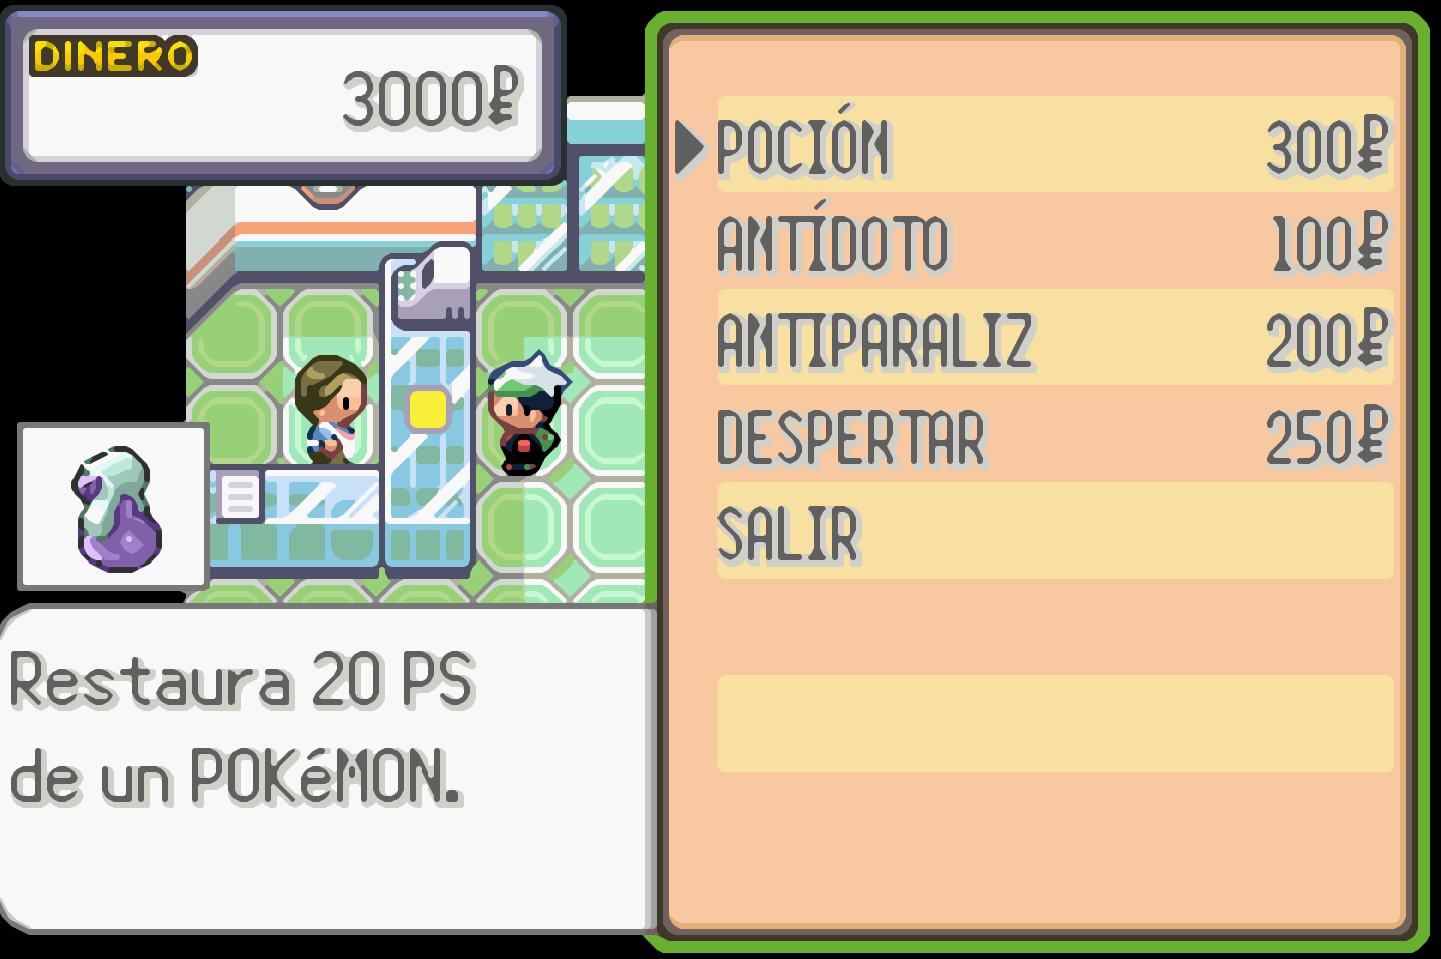 DINERO
3000₽
POCIÓN 300₽
ANTÍDOTO 100₽
ANTIPARALIZ 200₽
DESPERTAR 250₽
SALIR
Restaura 20 PS
de un POKéMON.